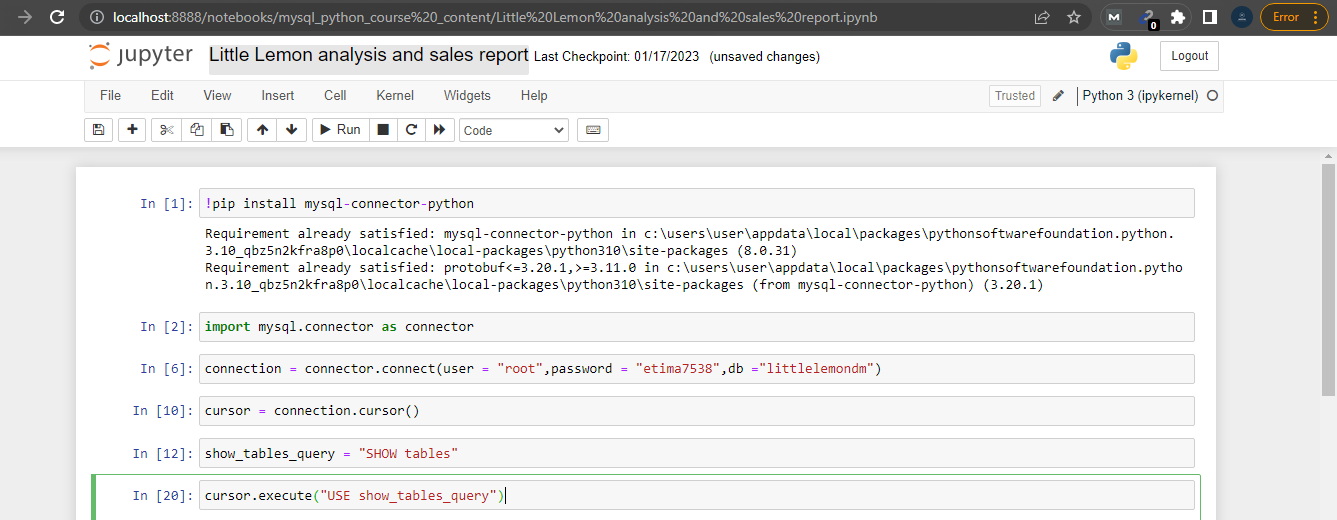 localhost:8888/notebooks/mysql_python_course%20_content/Little%20Lemon%20analysis%20and%20sales%20report.ipynb
M
0
Error
jupyter Little Lemon analysis and sales report Last Checkpoint: 01/17/2023 (unsaved changes)
Logout
File Edit View Insert Cell Kernel Widgets Help
Trusted
Python 3 (ipykernel)
Run
Code
In [1]: !pip install mysql-connector-python
Requirement already satisfied: mysql-connector-python in c:\users\user\appdata\local\packages\pythonsoftwarefoundation.python.
3.10_qbz5n2kfra8p0\localcache\local-packages\python310\site-packages (8.0.31)
Requirement already satisfied: protobuf<=3.20.1,>=3.11.0 in c:\users\user\appdata\local\packages\pythonsoftwarefoundation.pytho
n.3.10_qbz5n2kfra8p0\localcache\local-packages\python310\site-packages (from mysql-connector-python) (3.20.1)
In [2]: import mysql.connector as connector
In [6]: connection = connector.connect(user = "root",password = "etima7538",db ="littlelemondm")
In [10]: cursor = connection.cursor()
In [12]: show_tables_query = "SHOW tables"
In [20]: cursor.execute("USE show_tables_query")